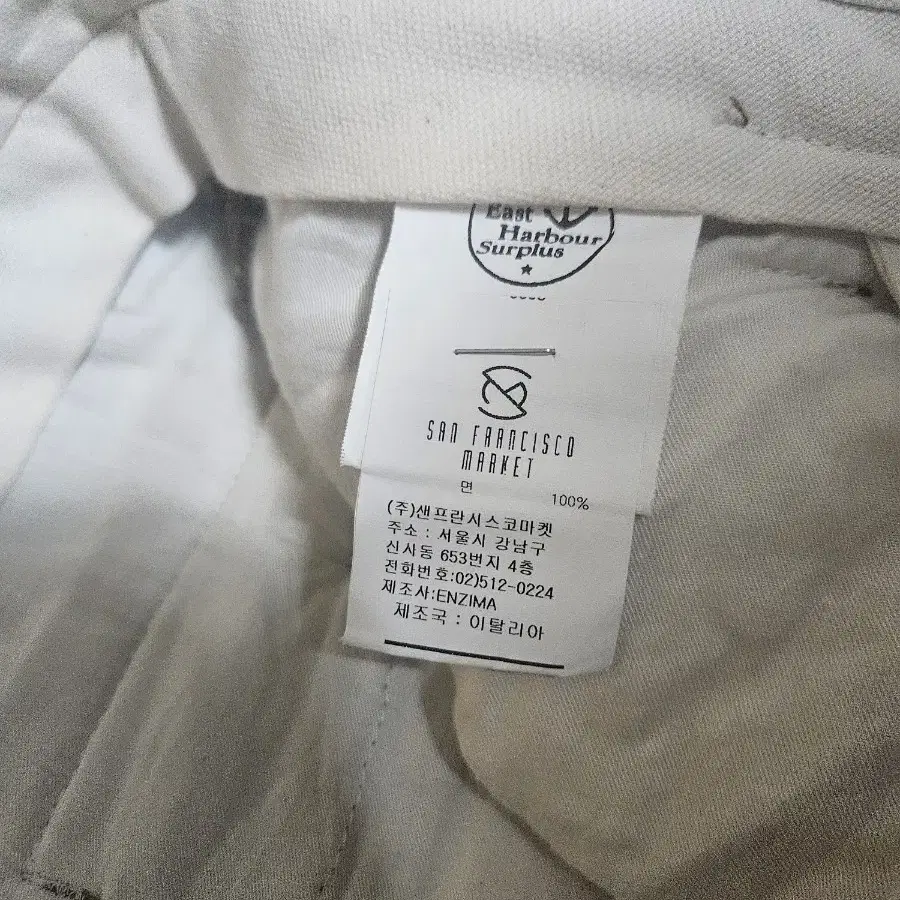 East
Harbour
Surplus
SAN FRANCISCO
MARKET
면 100%
(주)샌프란시스코마켓
주소 : 서울시 강남구
신사동 653번지 4층
전화번호:02)512-0224
제조사:ENZIMA
제조국 : 이탈리아